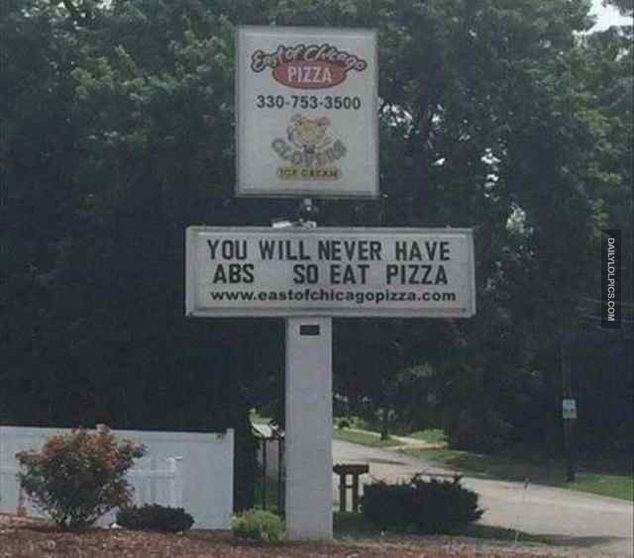 East of Chicago
PIZZA
330-753-3500
CLOVERS
ICE CREAM
YOU WILL NEVER HAVE
ABS SO EAT PIZZA
www.eastofchicagopizza.com
DAILYLOLPICS.COM